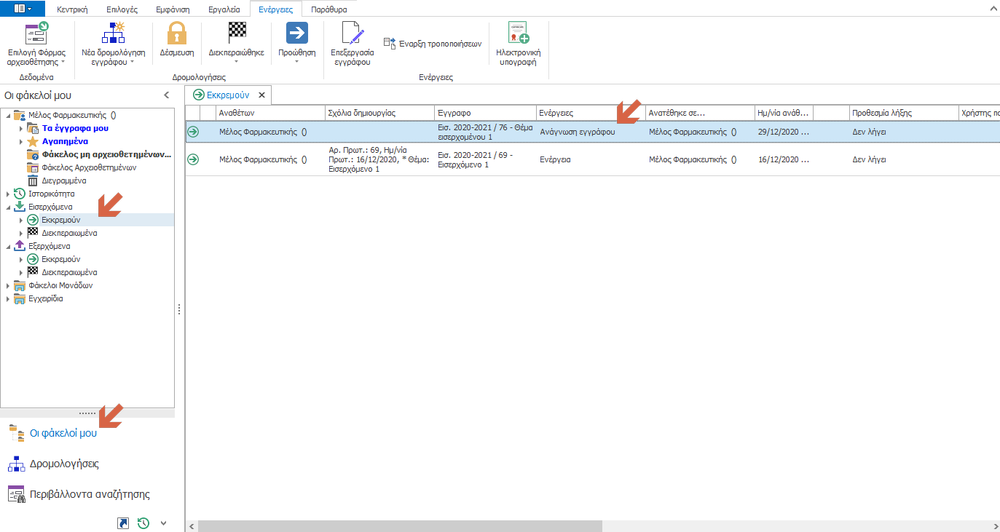 Κεντρική Επιλογές Εμφάνιση Εργαλεία Ενέργειες Παράθυρα
Επιλογή Φόρμας
αρχειοθέτησης
Δεδομένα
Νέα δρομολόγηση
εγγράφου
Δέσμευση
Διεκπεραιώθηκε
Προώθηση
Δρομολογήσεις
Επεξεργασία
εγγράφου
Έναρξη τροποποιήσεων
Ενέργειες
Ηλεκτρονική
υπογραφή
Οι φάκελοί μου
Μέλος Φαρμακευτικής ()
Τα έγγραφα μου
Αγαπημένα
Φάκελος μη αρχειοθετημένων...
Φάκελος Αρχειοθετημένων
Διεγραμμένα
Ιστορικότητα
Εισερχόμενα
Εκκρεμούν
Διεκπεραιωμένα
Εξερχόμενα
Εκκρεμούν
Διεκπεραιωμένα
Φάκελοι Μονάδων
Εγχειρίδια
Οι φάκελοί μου
Δρομολογήσεις
Περιβάλλοντα αναζήτησης
Εκκρεμούν
Αναθέτων Σχόλια δημιουργίας Έγγραφο Ενέργειες Ανατέθηκε σε... Ημ/νία ανάθ... Προθεσμία λήξης Χρήστης
Μέλος Φαρμακευτικής () Εισ. 2020-2021 / 76 - Θέμα
εισερχομένου 1 Ανάγνωση εγγράφου Μέλος Φαρμακευτικής () 29/12/2020 ... Δεν λήγει
Μέλος Φαρμακευτικής () Αρ. Πρωτ.: 69, Ημ/νία
Πρωτ.: 16/12/2020, * Θέμα:
Εισερχόμενο 1 Εισ. 2020-2021 / 69 -
Εισερχόμενο 1 Ενέργεια Μέλος Φαρμακευτικής () 16/12/2020 ... Δεν λήγει